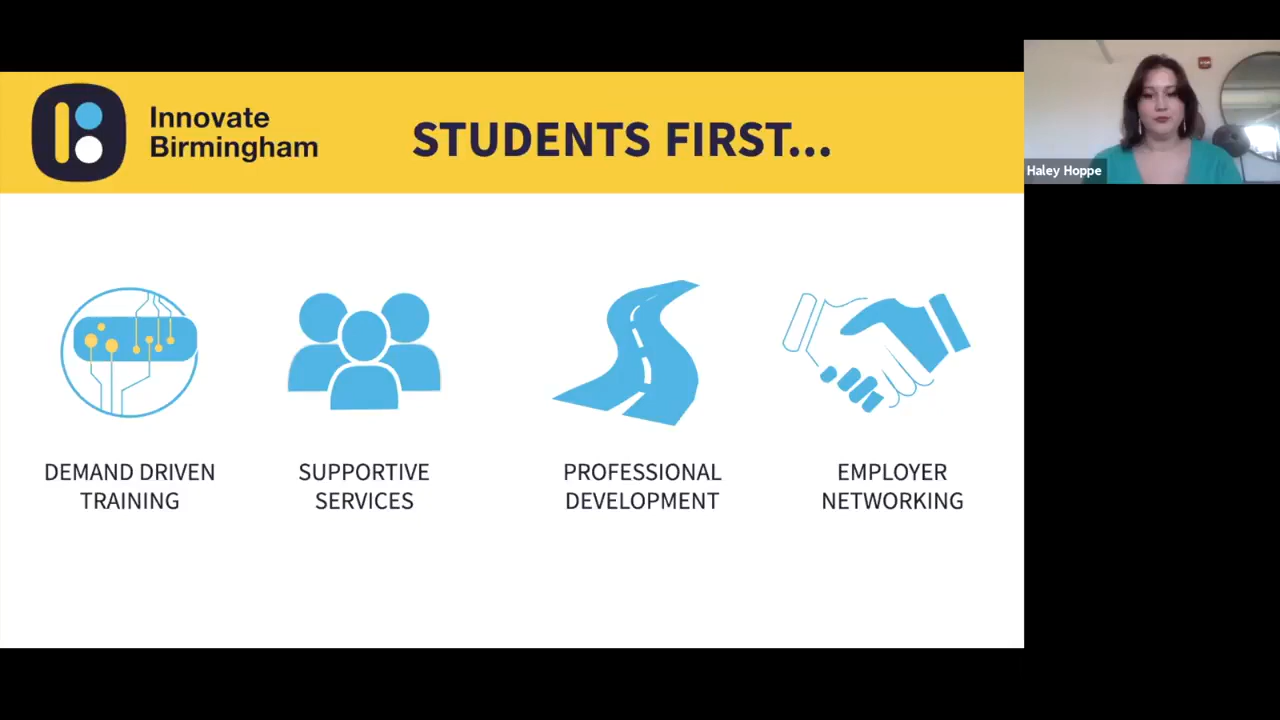 Innovate
Birmingham
STUDENTS FIRST...
Haley Hoppe
DEMAND DRIVEN
TRAINING
SUPPORTIVE
SERVICES
PROFESSIONAL
DEVELOPMENT
EMPLOYER
NETWORKING